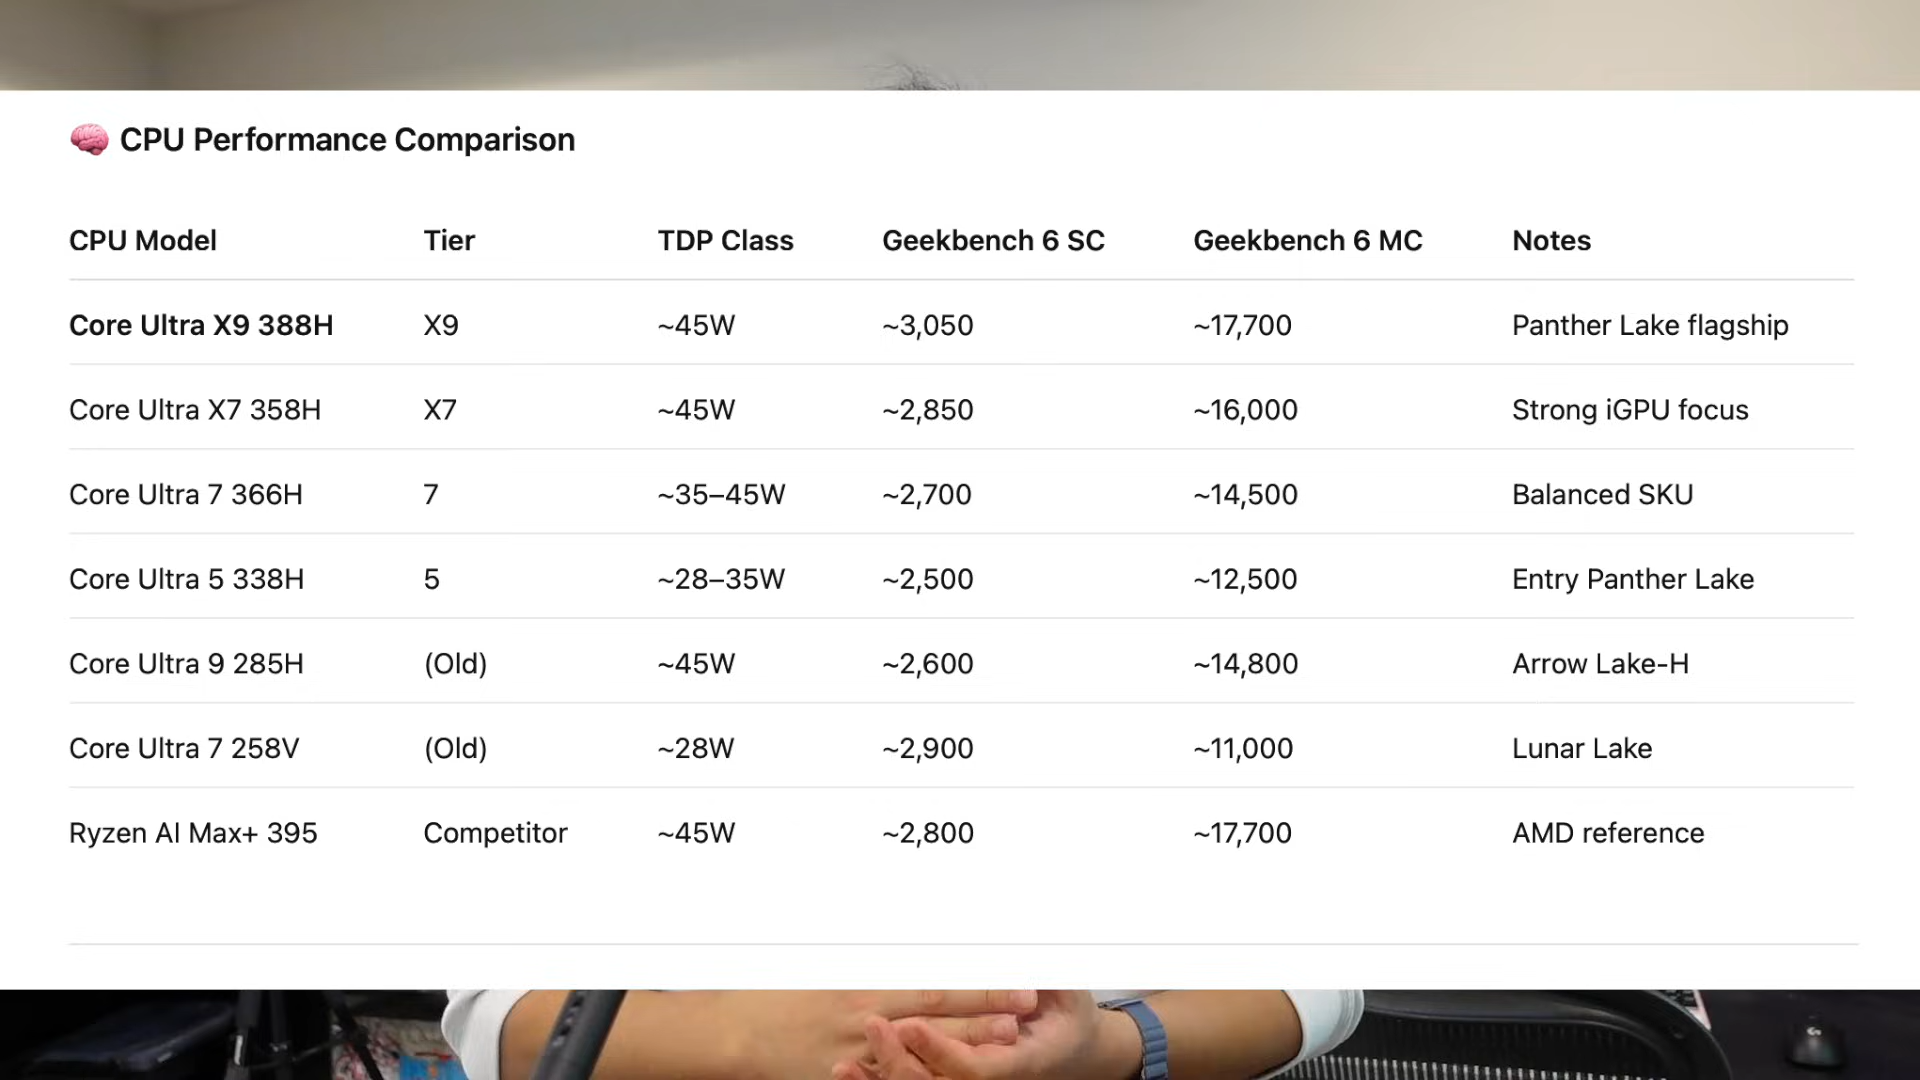 🧠 CPU Performance Comparison
CPU Model Tier TDP Class Geekbench 6 SC Geekbench 6 MC Notes
Core Ultra X9 388H X9 ~45W ~3,050 ~17,700 Panther Lake flagship
Core Ultra X7 358H X7 ~45W ~2,850 ~16,000 Strong iGPU focus
Core Ultra 7 366H 7 ~35–45W ~2,700 ~14,500 Balanced SKU
Core Ultra 5 338H 5 ~28–35W ~2,500 ~12,500 Entry Panther Lake
Core Ultra 9 285H (Old) ~45W ~2,600 ~14,800 Arrow Lake-H
Core Ultra 7 258V (Old) ~28W ~2,900 ~11,000 Lunar Lake
Ryzen AI Max+ 395 Competitor ~45W ~2,800 ~17,700 AMD reference